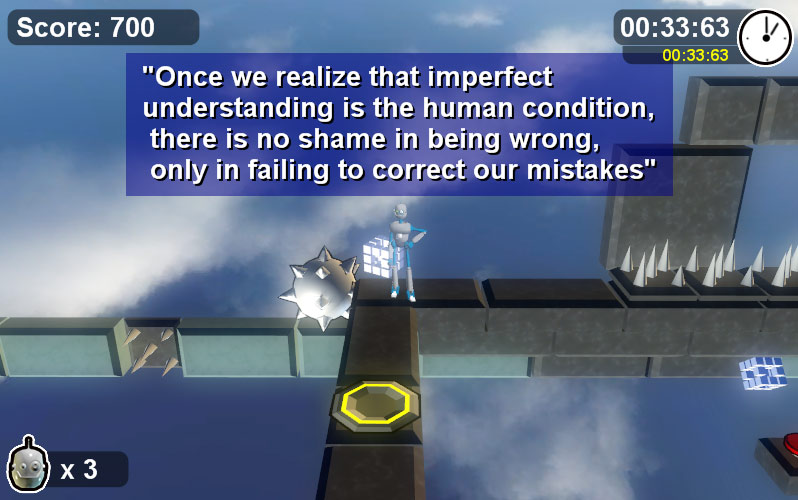 Score: 700
00:33:63
00:33:63
"Once we realize that imperfect
understanding is the human condition,
there is no shame in being wrong,
only in failing to correct our mistakes"
x 3